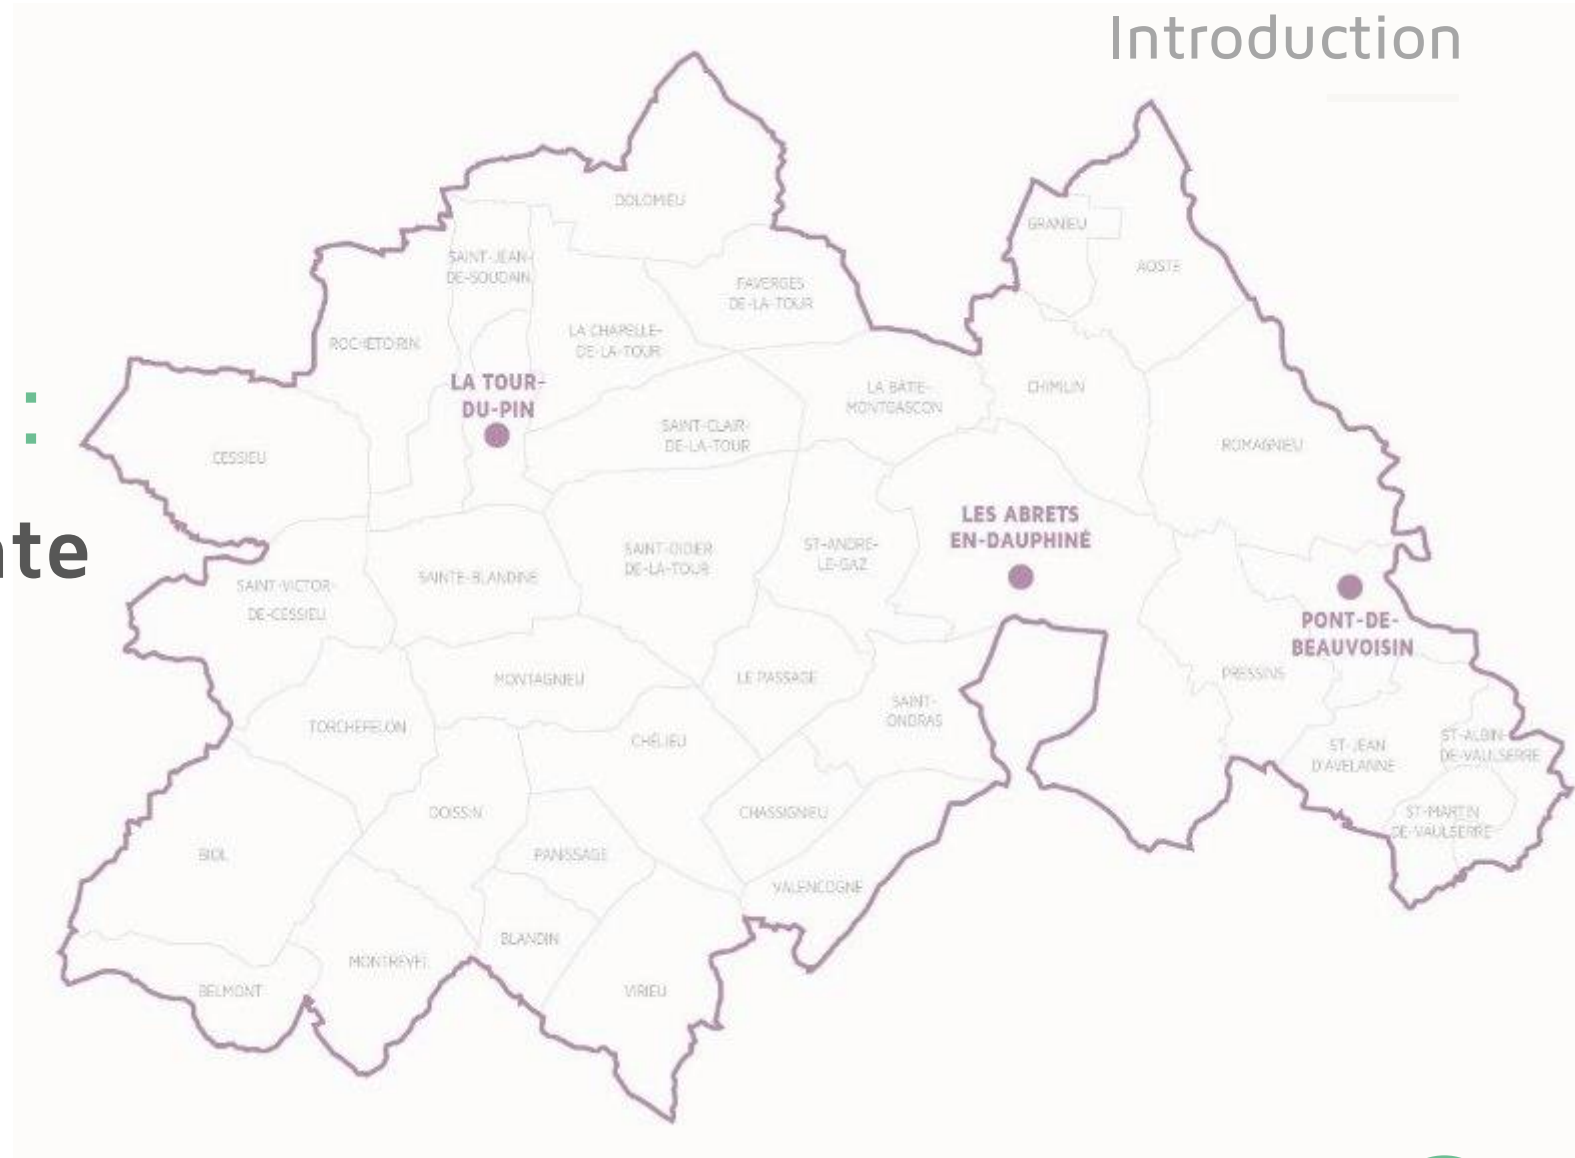 Introduction
DOLOMIEU
GRANIEU
SAINT-JEAN-
DE-SOUDAIN
AOSTE
FAVERGES
DE-LA-TOUR
ROCHETOIRIN
LA CHAPELLE-
DE-LA-TOUR
LA TOUR-
DU-PIN
LA BÂTIE-
MONTGASCON
CHIMILIN
:
SAINT-CLAIR-
DE-LA-TOUR
ROMAGNIEU
CESSIEU
LES ABRETS
EN-DAUPHINÉ
nte
SAINT-DIDIER
DE-LA-TOUR
ST-ANDRE-
LE-GAZ
SAINTE-BLANDINE
SAINT-VICTOR-
DE-CESSIEU
PONT-DE-
BEAUVOISIN
MONTAGNIEU
LE PASSAGE
PRESSINS
SAINT-
ONDRAS
TORCHEFELON
CHÉLIEU
ST-JEAN
D'AVELANNE
ST-ALBIN-
DE-VAULSERRE
DOISSIN
CHASSIGNIEU
ST-MARTIN
DE-VAULSERRE
BIOL
PANISSAGE
VALENCOGNE
BLANDIN
MONTREVEL
BELMONT
VIRIEU